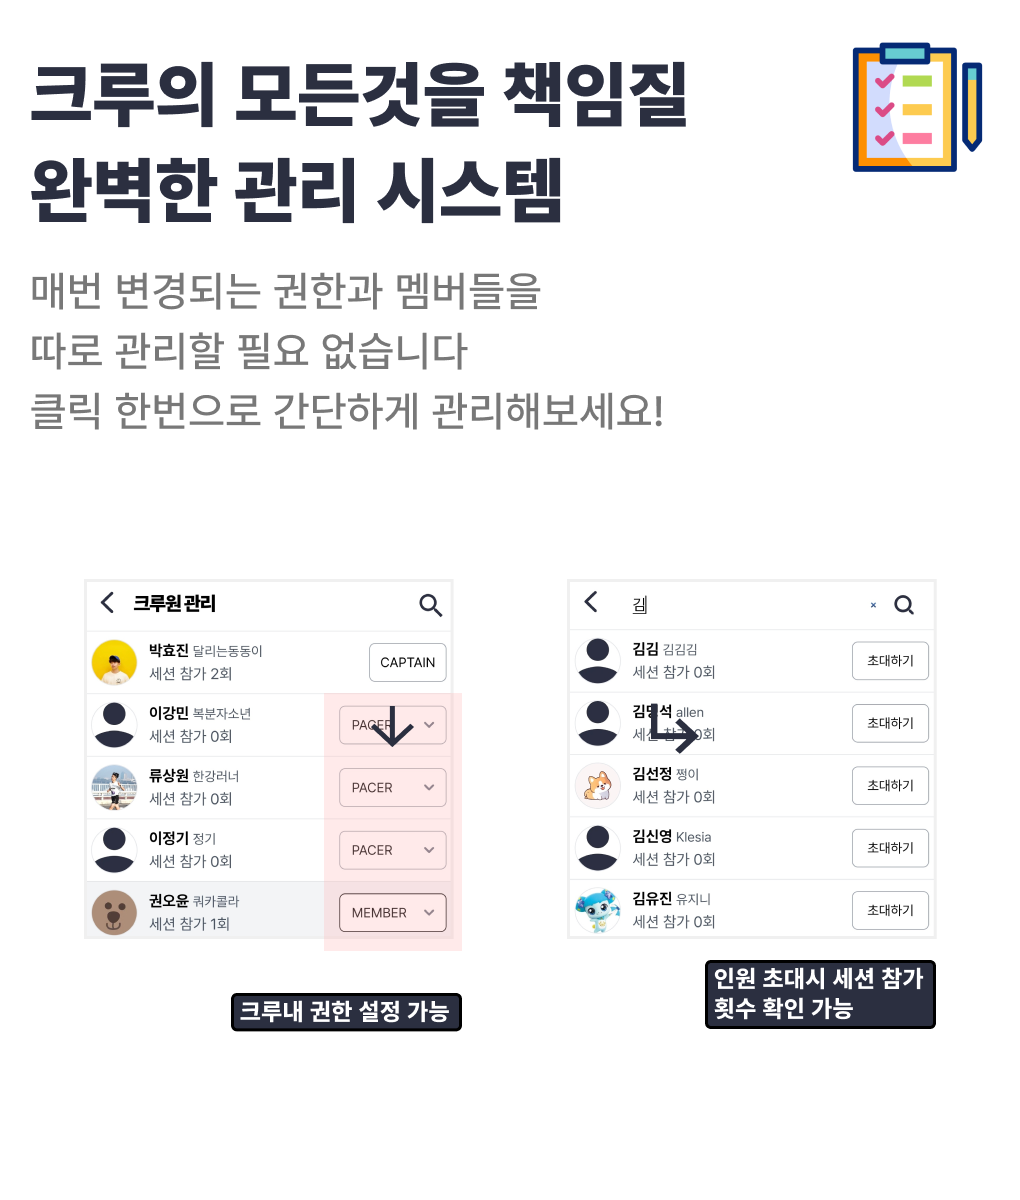 크루의 모든것을 책임질
완벽한 관리 시스템
매번 변경되는 권한과 멤버들을
따로 관리할 필요 없습니다
클릭 한번으로 간단하게 관리해보세요!
크루원 관리
박효진 달리는동동이
세션 참가 2회
CAPTAIN
이강민 복분자소년
세션 참가 0회
PACER
류상원 한강러너
세션 참가 0회
PACER
이정기 정기
세션 참가 0회
PACER
권오윤 쿼카콜라
세션 참가 1회
MEMBER
크루내 권한 설정 가능
김
×
김김 김김김
세션 참가 0회
초대하기
김명석 allen
세션 참가 0회
초대하기
김선정 쩡이
세션 참가 0회
초대하기
김신영 Klesia
세션 참가 0회
초대하기
김유진 유지니
세션 참가 0회
초대하기
인원 초대시 세션 참가
횟수 확인 가능